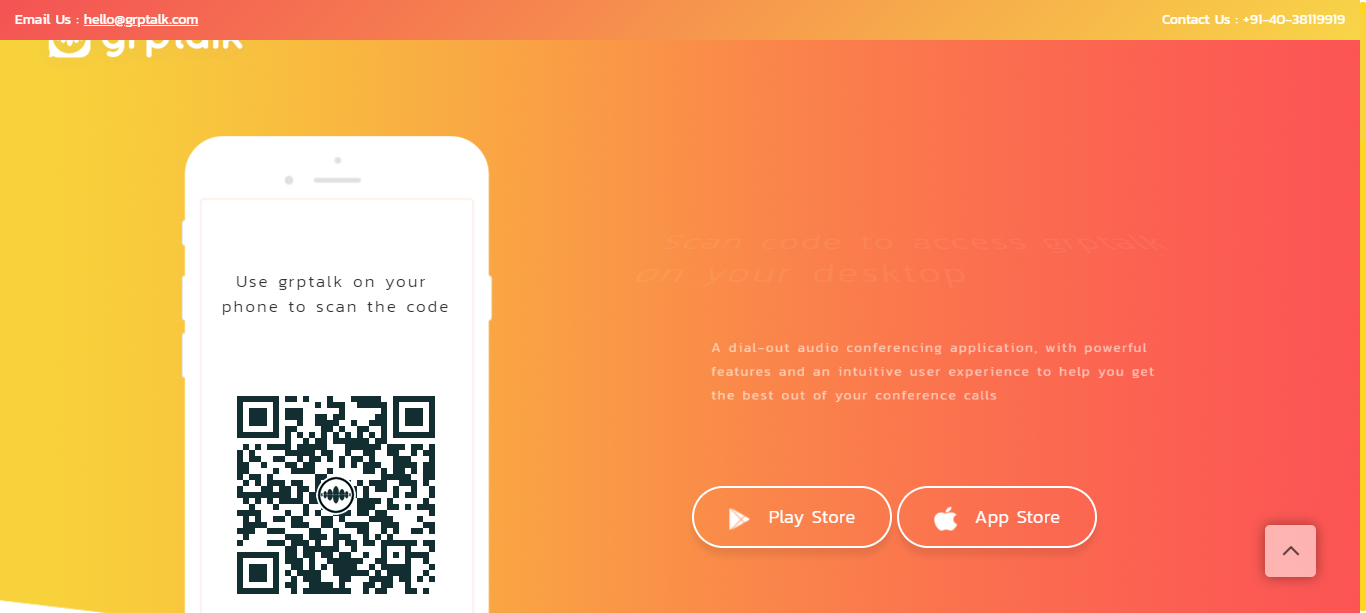 Email Us : hello@grptalk.com
Contact Us : +91-40-38119919
grptalk
Use grptalk on your
phone to scan the code
Scan code to access grptalk
on your desktop
A dial-out audio conferencing application, with powerful
features and an intuitive user experience to help you get
the best out of your conference calls
Play Store
App Store